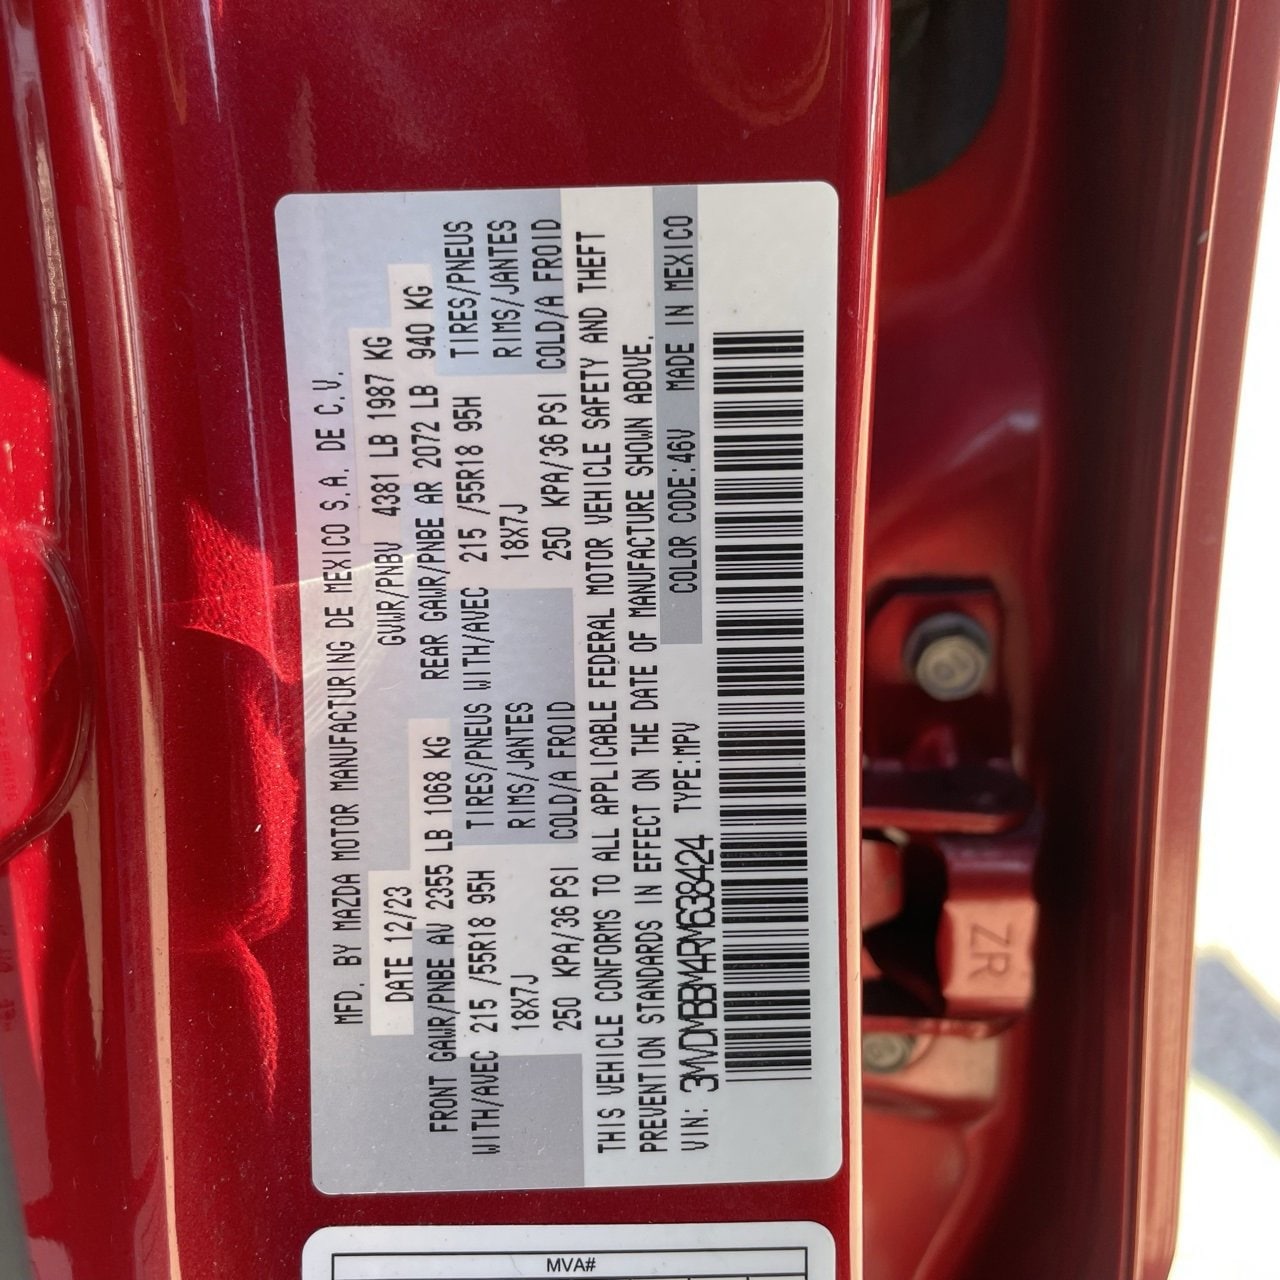 MFD. BY MAZDA MOTOR MANUFACTURING DE MEXICO S.A. DE C.V.
DATE 12/23 GVWR/PNBV 4381 LB 1987 KG
FRONT GAWR/PNBE AV 2355 LB 1068 KG REAR GAWR/PNBE AR 2072 LB 940 KG
WITH/AVEC 215 /55R18 95H TIRES/PNEUS WITH/AVEC 215 /55R18 95H TIRES/PNEUS
18X7J RIMS/JANTES 18X7J RIMS/JANTES
250 KPA/36 PSI COLD/A FROID 250 KPA/36 PSI COLD/A FROID
THIS VEHICLE CONFORMS TO ALL APPLICABLE FEDERAL MOTOR VEHICLE SAFETY AND THEFT
PREVENTION STANDARDS IN EFFECT ON THE DATE OF MANUFACTURE SHOWN ABOVE.
VIN: 3MVDMBBM4RM638424 TYPE:MPV COLOR CODE:46V MADE IN MEXICO
ZR
MVA#